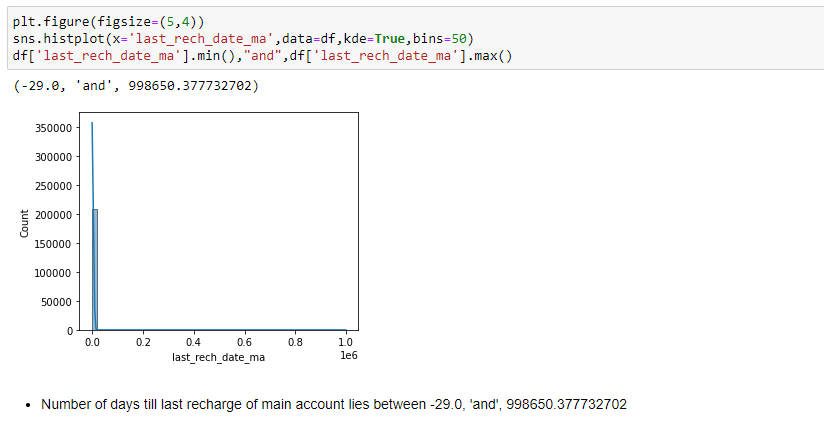 plt.figure(figsize=(5,4))
sns.histplot(x='last_rech_date_ma',data=df,kde=True,bins=50)
df['last_rech_date_ma'].min(),"and",df['last_rech_date_ma'].max()
(-29.0, 'and', 998650.377732702)
350000
300000
250000
200000
150000
100000
50000
0
Count
0.0 0.2 0.4 0.6 0.8 1.0
1e6
last_rech_date_ma
• Number of days till last recharge of main account lies between -29.0, 'and', 998650.377732702